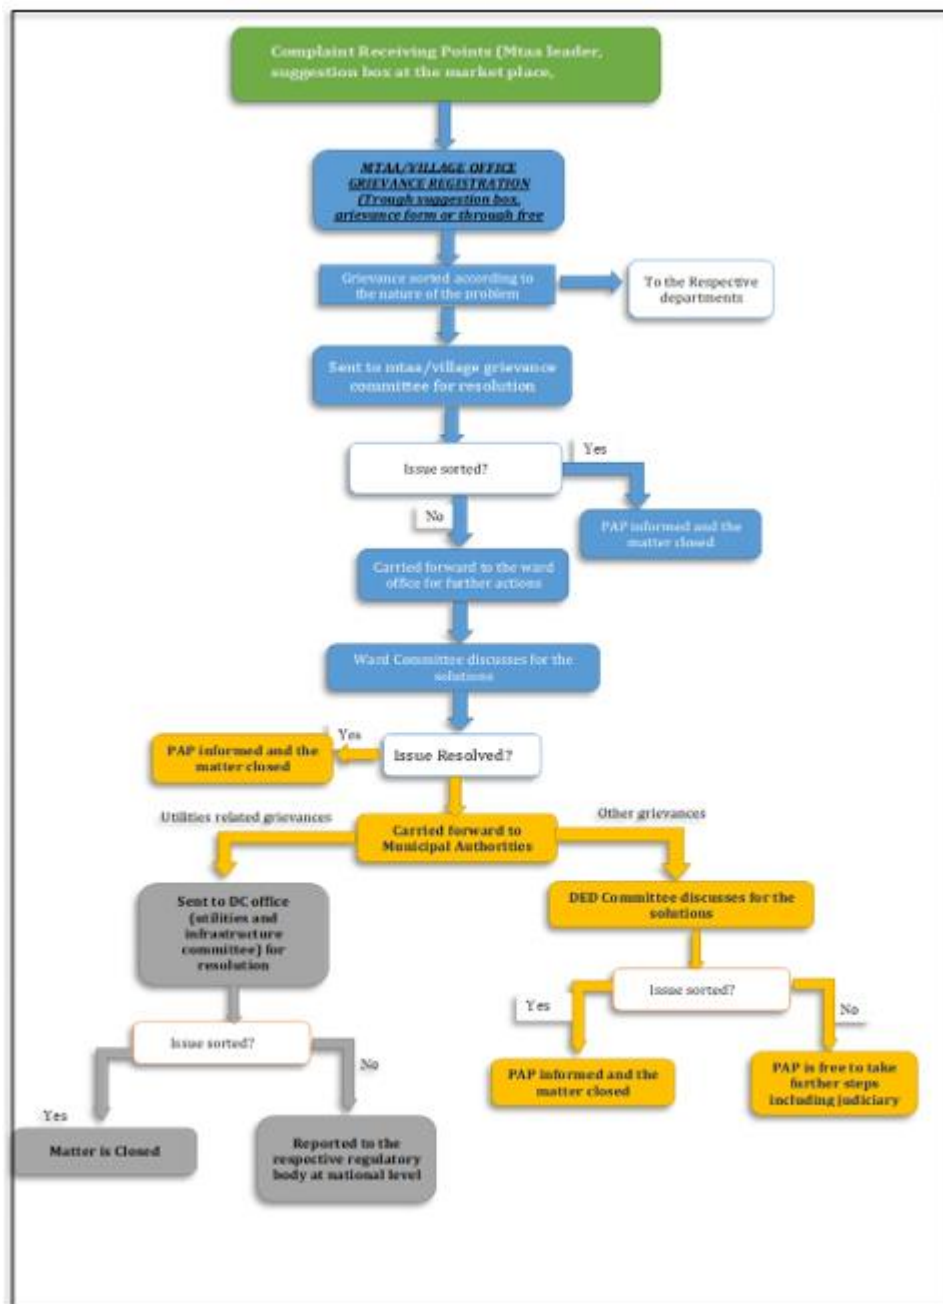 Complaint Receiving Points (Mtaa leader,
suggestion box at the market place,
MTAA/VILLAGE OFFICE
GRIEVANCE REGISTRATION
(Trough suggestion box,
grievance form or through free
Grievance sorted according to
the nature of the problem
To the Respective
departments
Sent to mtaa/village grievance
committee for resolution
Issue sorted?
Yes
No
PAP informed and the
matter closed
Carried forward to the ward
office for further actions
Ward Committee discusses for the
solutions
Yes
PAP informed and the
matter closed
Issue Resolved?
Utilities related grievances
Other grievances
Carried forward to
Municipal Authorities
Sent to DC office
(utilities and
infrastructure
committee) for
resolution
DED Committee discusses for the
solutions
Issue sorted?
Yes
No
Issue sorted?
No
PAP informed and the
matter closed
PAP is free to take
further steps
including judiciary
Yes
Matter is Closed
Reported to the
respective regulatory
body at national level